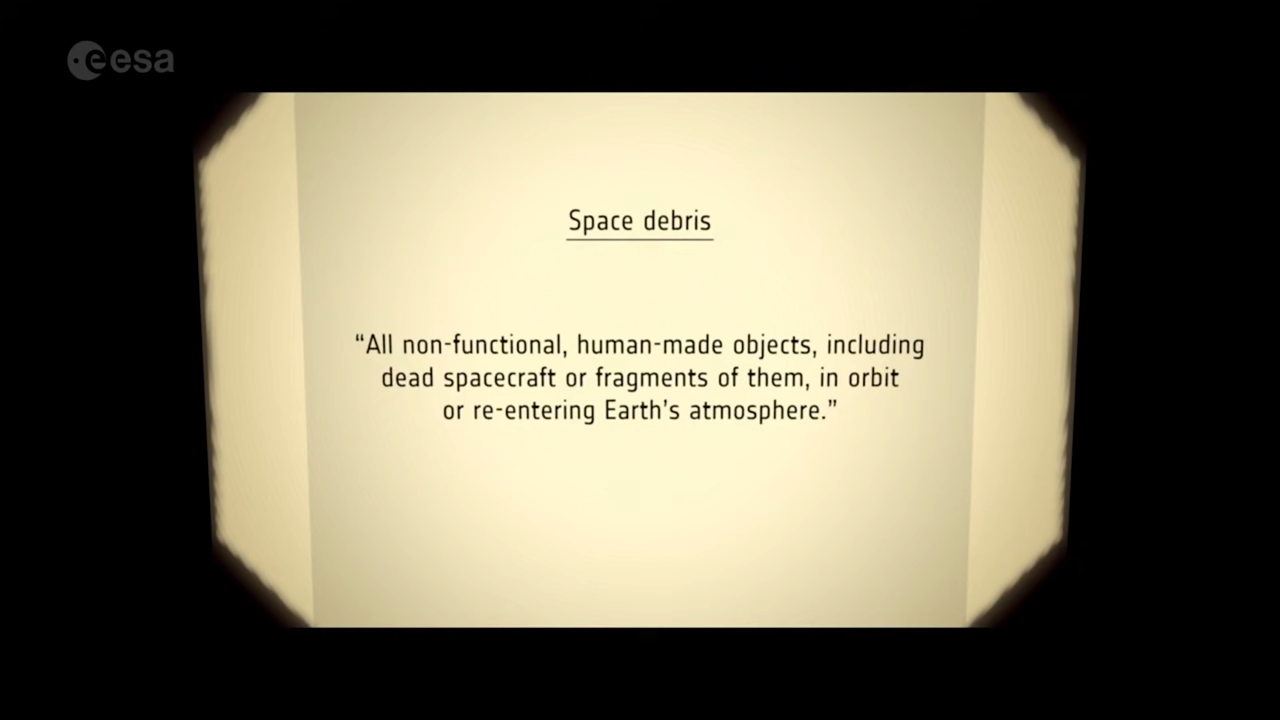 esa
Space debris
“All non-functional, human-made objects, including
dead spacecraft or fragments of them, in orbit
or re-entering Earth’s atmosphere.”